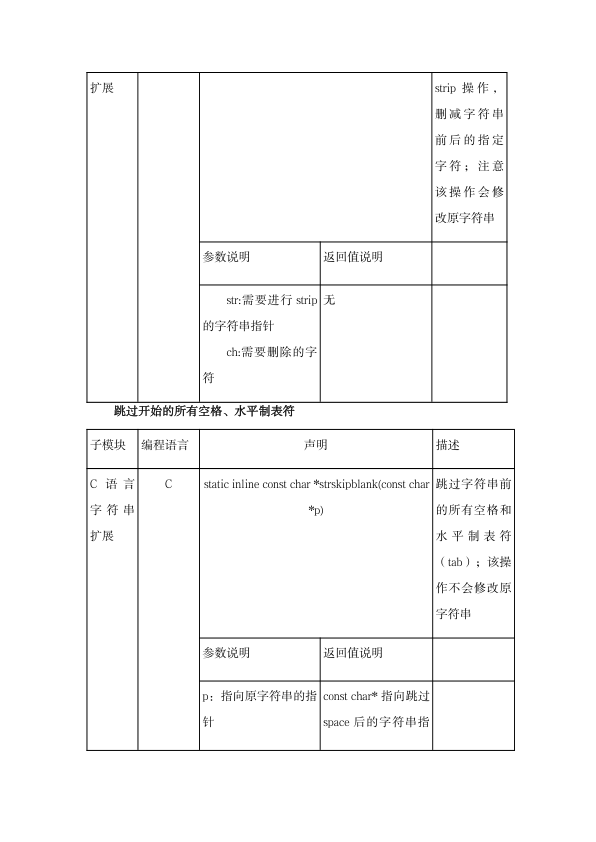 扩展
strip 操作，
删减字符串
前后的指定
字符；注意
该操作会修
改原字符串
参数说明
返回值说明
str:需要进行 strip
的字符串指针
ch:需要删除的字
符
无
跳过开始的所有空格、水平制表符
子模块
编程语言
声明
描述
C 语言
字符串
扩展
C
static inline const char *strskipblank(const char
*p)
跳过字符串前
的所有空格和
水平制表符
（tab）；该操
作不会修改原
字符串
参数说明
返回值说明
p：指向原字符串的指
针
const char* 指向跳过
space 后的字符串指